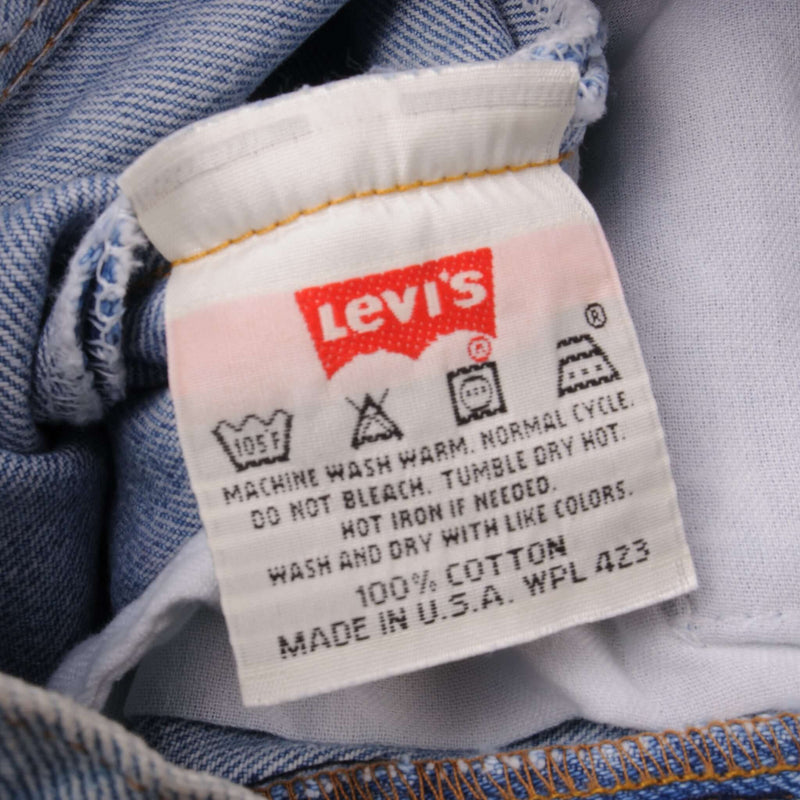 Levi's
®
®
105F
MACHINE WASH WARM. NORMAL CYCLE.
DO NOT BLEACH. TUMBLE DRY HOT.
HOT IRON IF NEEDED.
WASH AND DRY WITH LIKE COLORS.
100% COTTON
MADE IN U.S.A. WPL 423